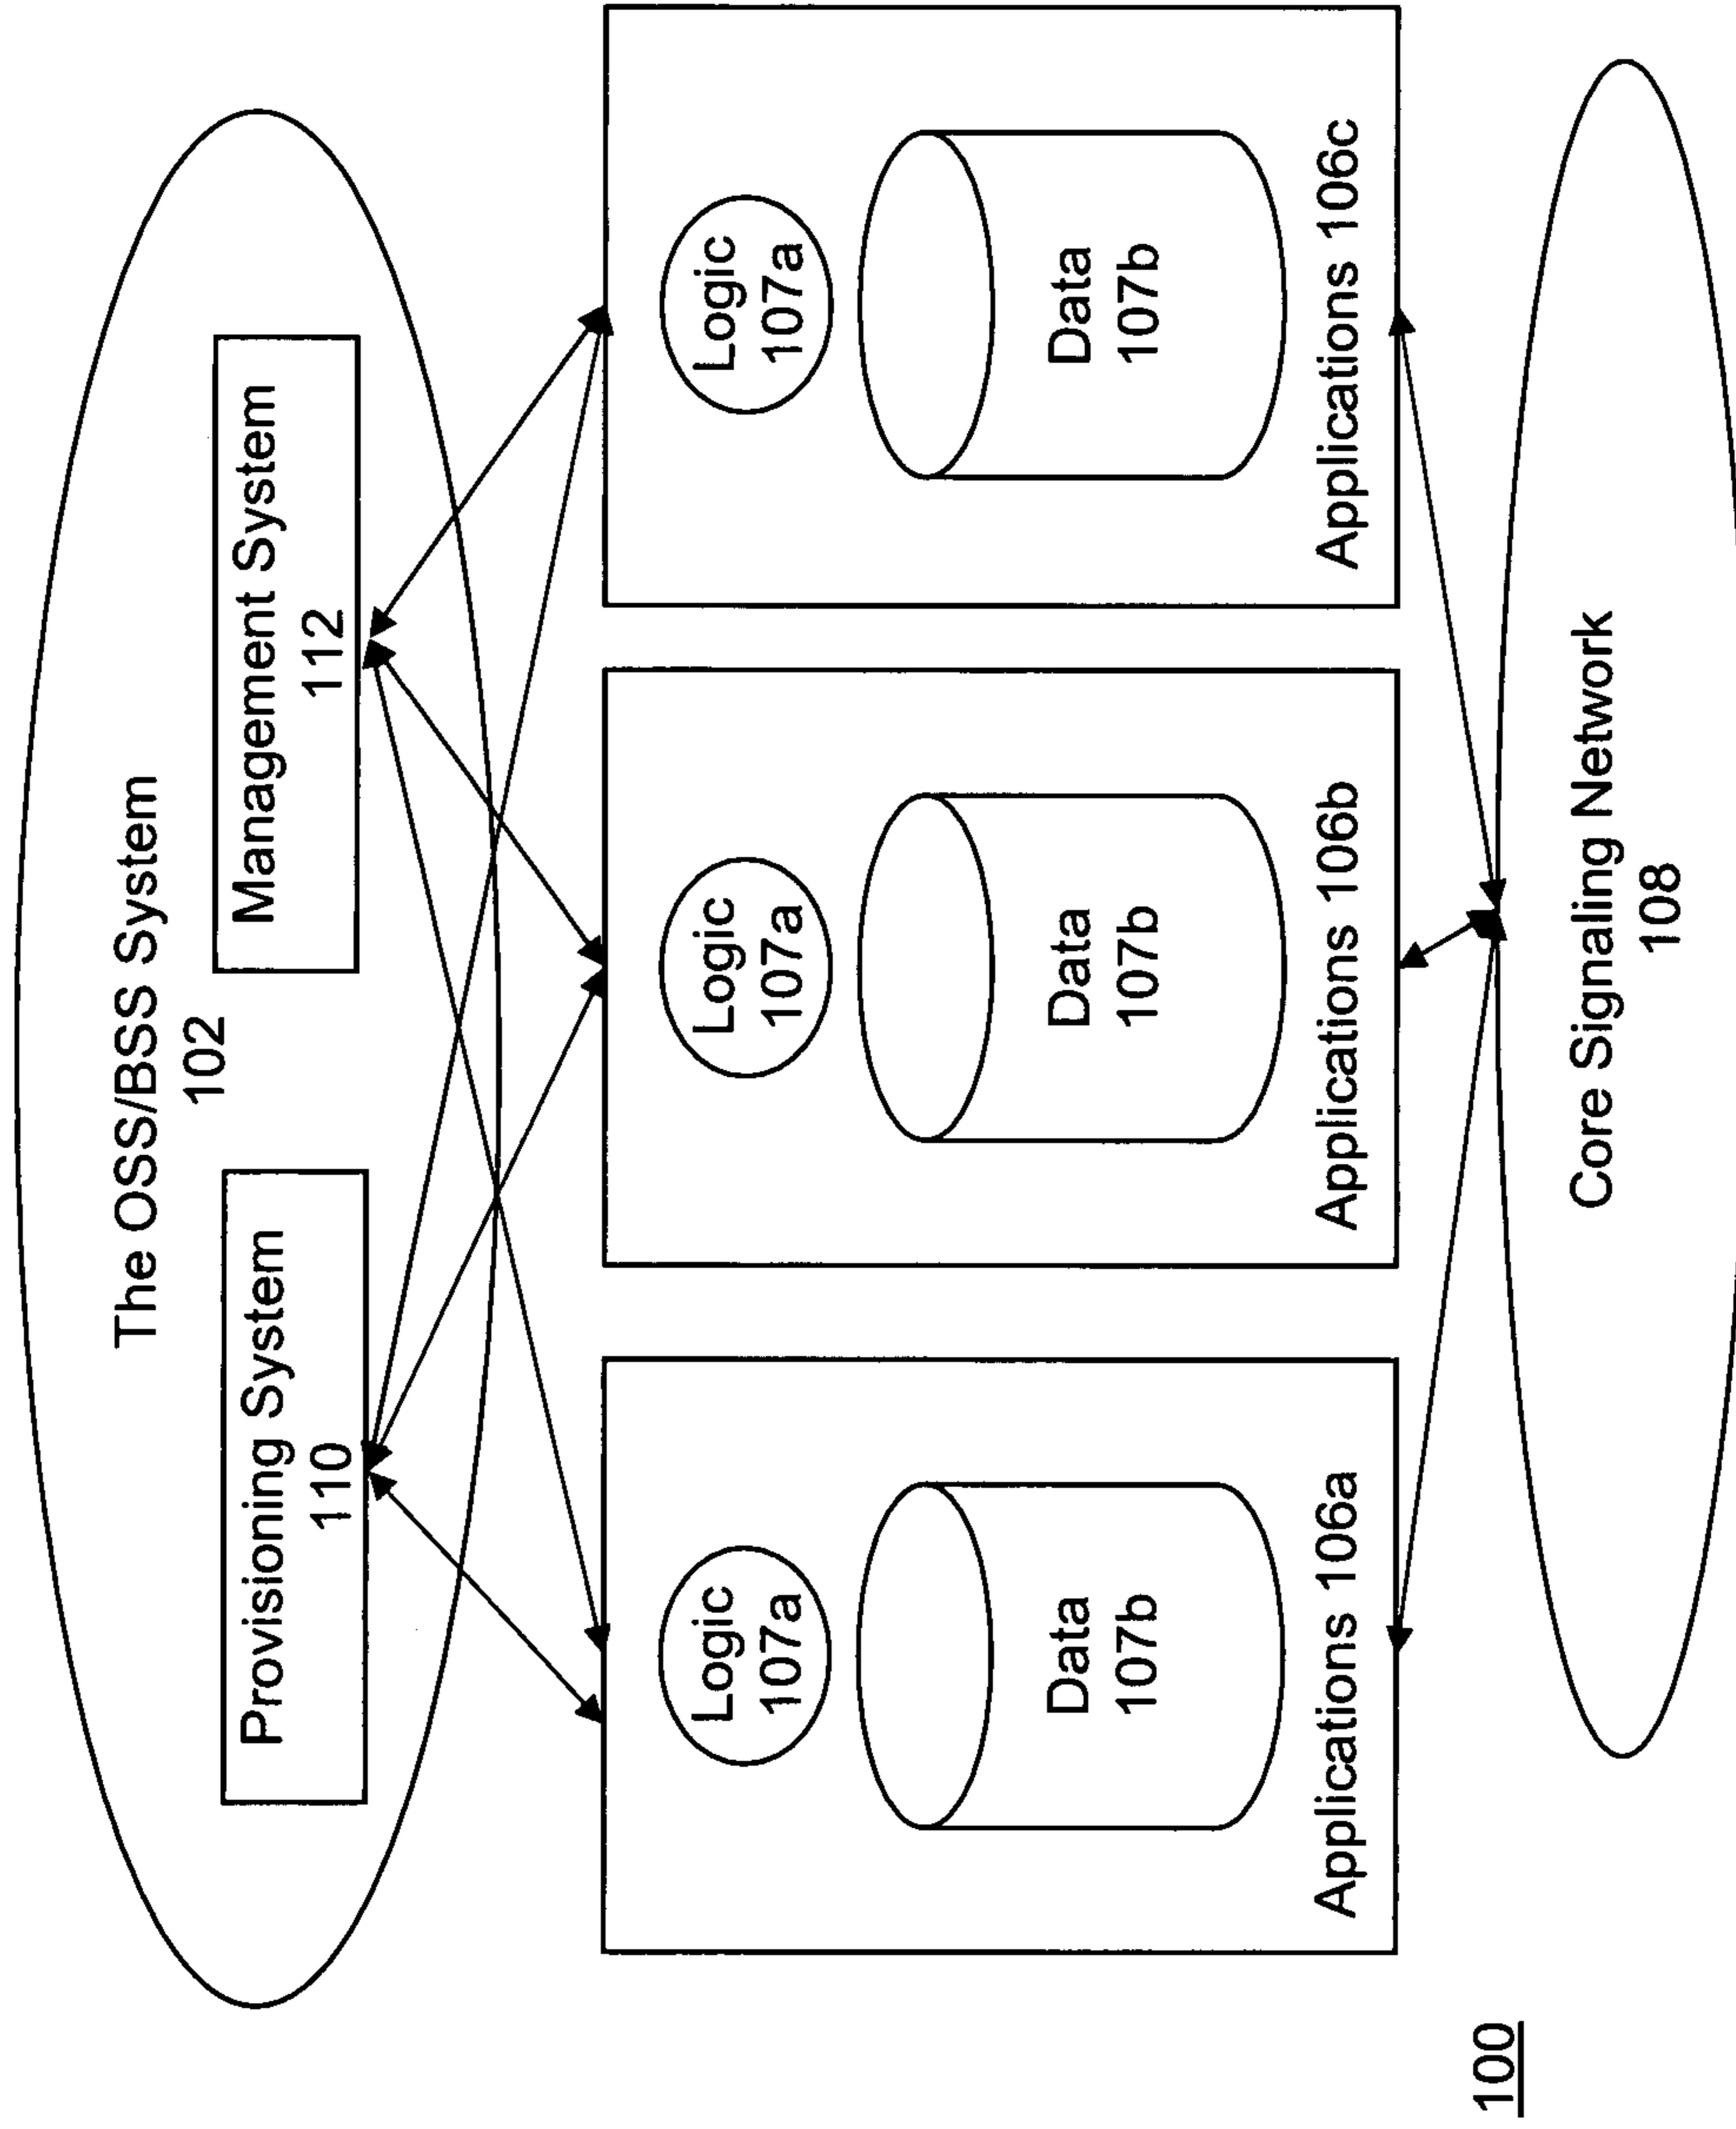 The OSS/BSS System
102
Provisioning System
110
Management System
112
Logic
107a
Data
107b
Applications 106a
Logic
107a
Data
107b
Applications 106b
Logic
107a
Data
107b
Applications 106c
Core Signaling Network
108
100